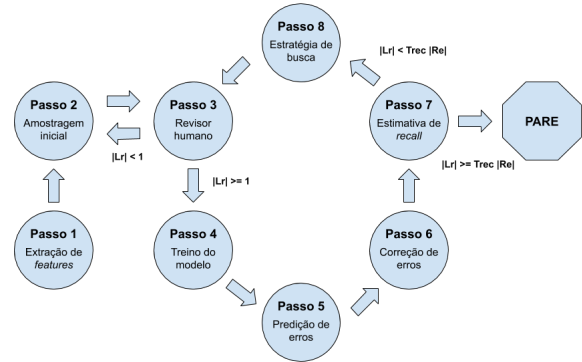 Passo 8
Estratégia de
busca
|Lr| < Trec |Re|
Passo 2
Amostragem
inicial
Passo 3
Revisor
humano
Passo 7
Estimativa de
recall
PARE
|Lr| < 1
|Lr| >= Trec |Re|
|Lr| >= 1
Passo 1
Extração de
features
Passo 4
Treino do
modelo
Passo 6
Correção de
erros
Passo 5
Predição de
erros